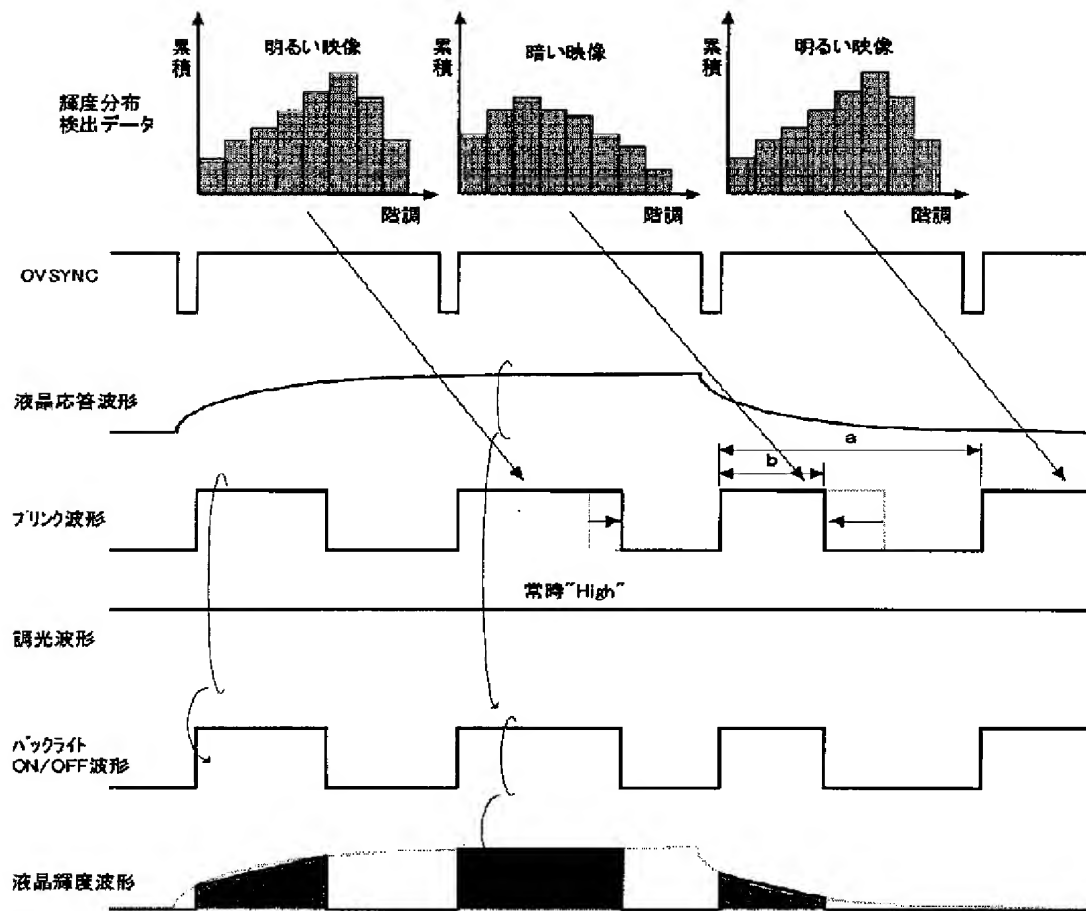 明るい映像
暗い映像
明るい映像
累積
累積
累積
輝度分布
検出データ
階調
階調
階調
OVSYNC
液晶応答波形
a
b
ブリンク波形
常時"High"
調光波形
バックライト
ON/OFF波形
液晶輝度波形